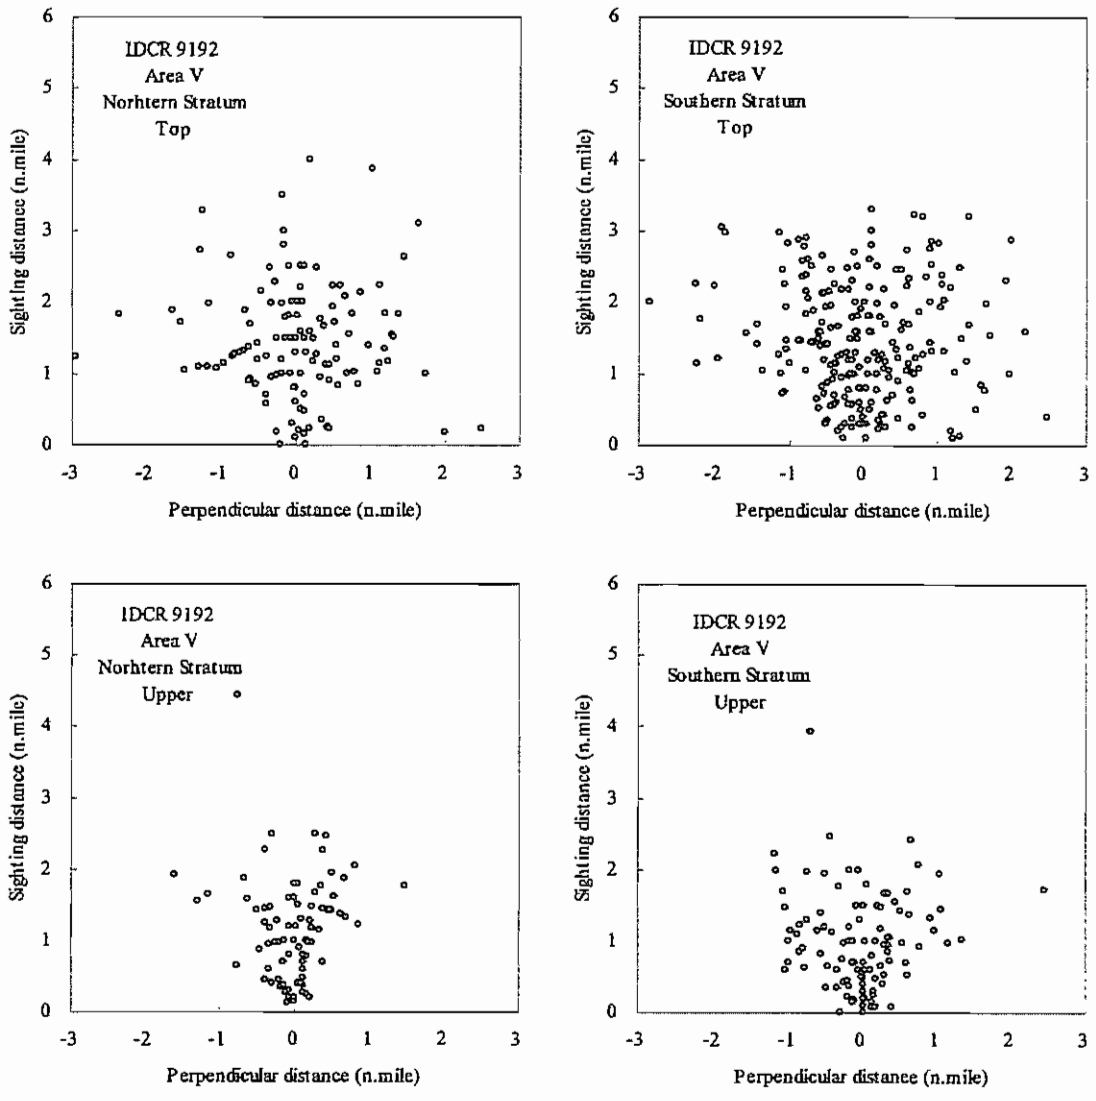 6
IDCR 9192
Area V
Norhtern Stratum
Top
5
4
3
2
1
0
Sighting distance (n.mile)
-3 -2 -1 0 1 2 3
Perpendicular distance (n.mile)
6
IDCR 9192
Area V
Southern Stratum
Top
5
4
3
2
1
0
Sighting distance (n.mile)
-3 -2 -1 0 1 2 3
Perpendicular distance (n.mile)
6
IDCR 9192
Area V
Norhtern Stratum
Upper
5
4
3
2
1
0
Sighting distance (n.mile)
-3 -2 -1 0 1 2 3
Perpendicular distance (n.mile)
6
IDCR 9192
Area V
Southern Stratum
Upper
5
4
3
2
1
0
Sighting distance (n.mile)
-3 -2 -1 0 1 2 3
Perpendicular distance (n.mile)